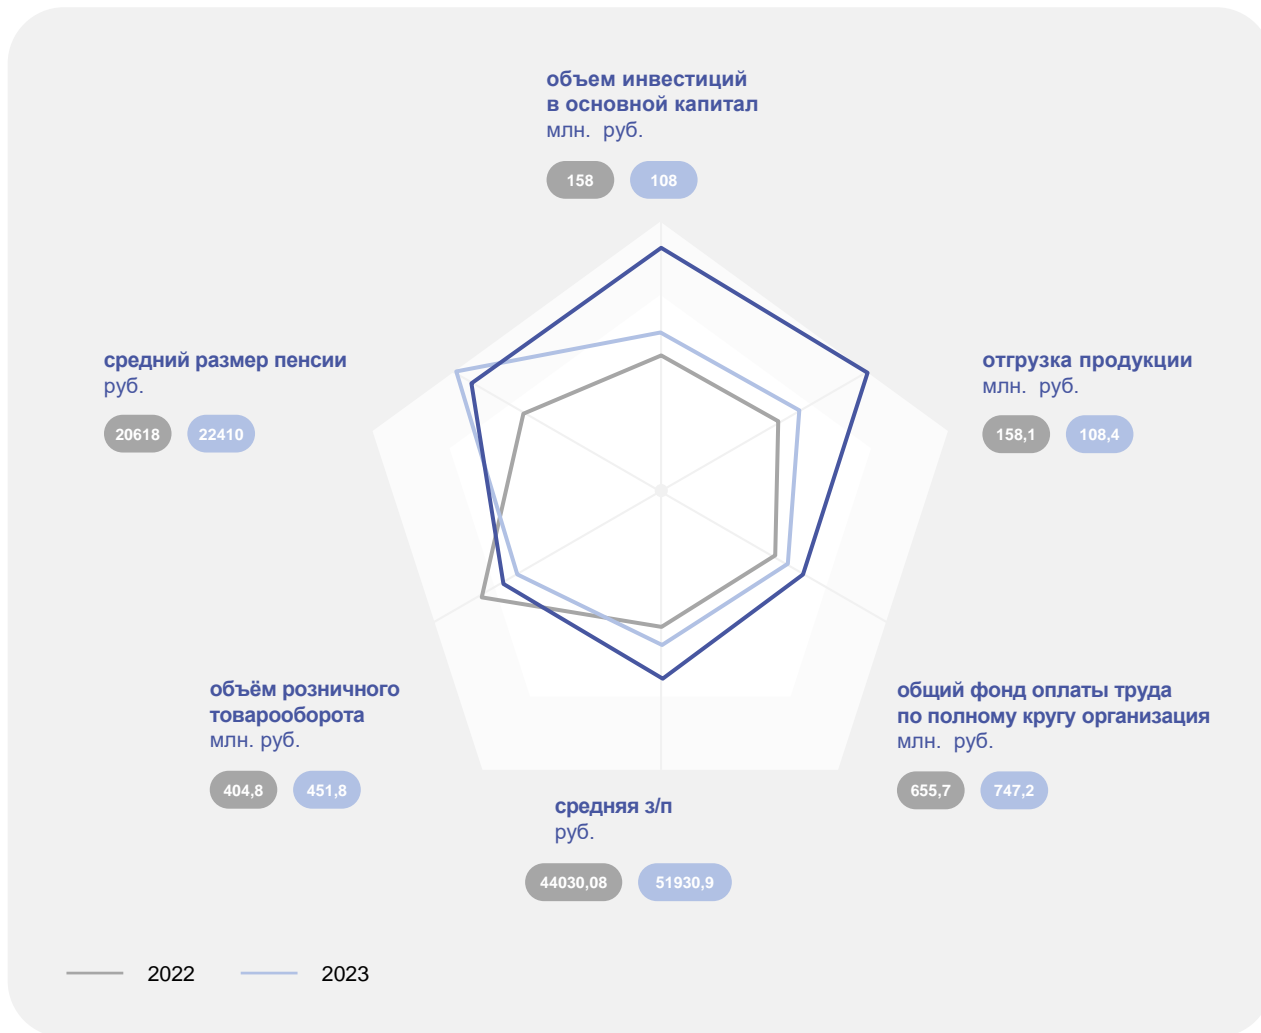 объем инвестиций
в основной капитал
млн. руб.
158 108
средний размер пенсии
руб.
20618 22410
отгрузка продукции
млн. руб.
158,1 108,4
объём розничного
товарооборота
млн. руб.
404,8 451,8
общий фонд оплаты труда
по полному кругу организация
млн. руб.
655,7 747,2
средняя з/п
руб.
44030,08 51930,9
2022 2023